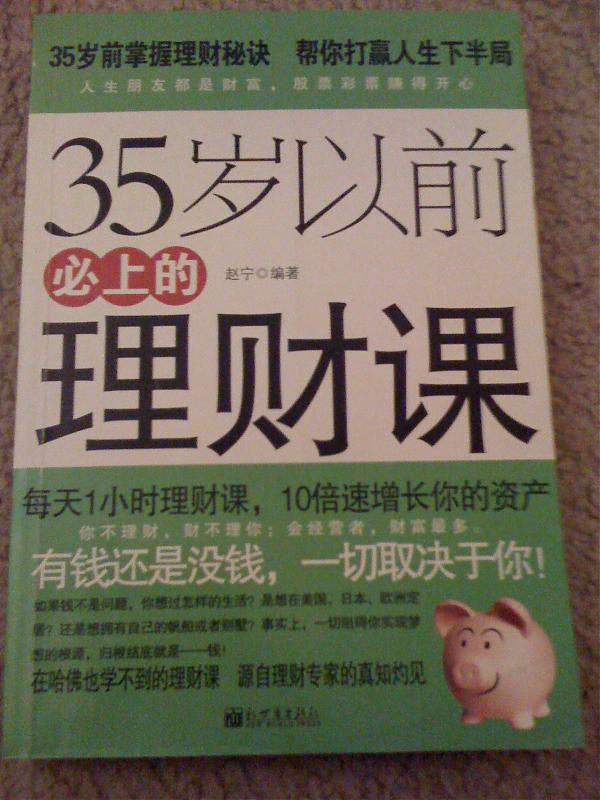 35岁前掌握理财秘诀 帮你打赢人生下半局
人生朋友都是财富，股票彩票赚得开心
35岁以前
必上的
赵宁◎编著
理财课
每天1小时理财课，10倍速增长你的资产
你不理财，财不理你；会经营者，财富最多。
有钱还是没钱，一切取决于你！
如果钱不是问题，你想过怎样的生活？是想在美国、日本、欧洲定
居？还是想拥有自己的帆船或者别墅？事实上，一切阻碍你实现梦
想的根源，归根结底就是——钱！
在哈佛也学不到的理财课 源自理财专家的真知灼见
新世界出版社
NEW WORLD PRESS